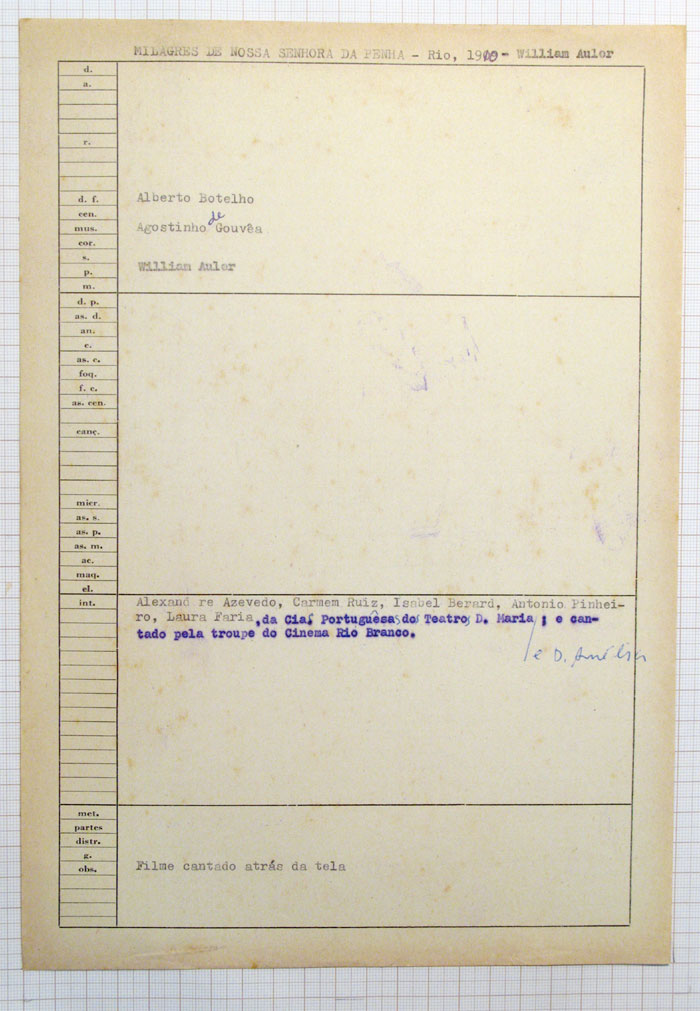 MILAGRES DE NOSSA SENHORA DA PENHA - Rio, 1910 - William Auler
d.
a.
r.
d. f. Alberto Botelho
cen.
mus. Agostinho de Gouvêa
cor.
s.
p. William Auler
m.
d. p.
as. d.
an.
c.
as. c.
foq.
f. c.
as. cen.
canç.
micr.
as. s.
as. p.
as. m.
ac.
maq.
el.
int. Alexand re Azevedo, Carmem Ruiz, Isabel Berard, Antonio Pinhei-
ro, Laura Faria, da Cia. Portuguêsa do Teatro D. Maria; e can-
tado pela troupe do Cinema Rio Branco.
e D. Amélia
met.
partes
distr.
g.
obs. Filme cantado atrás da tela